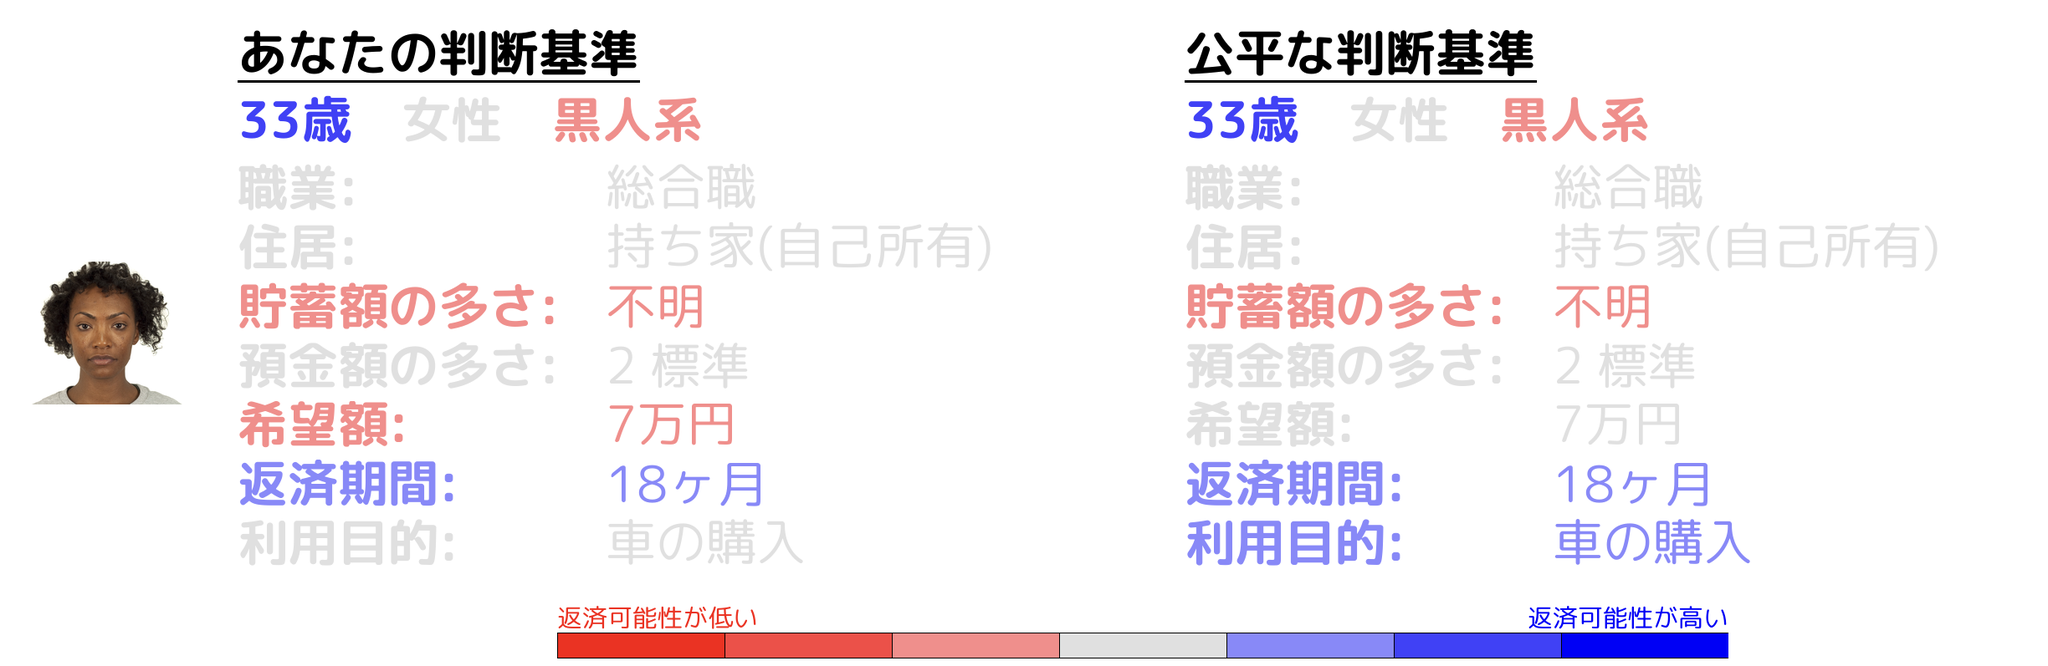 あなたの判断基準
33歳 女性 黒人系
職業: 総合職
住居: 持ち家(自己所有)
貯蓄額の多さ: 不明
預金額の多さ: 2 標準
希望額: 7万円
返済期間: 18ヶ月
利用目的: 車の購入
公平な判断基準
33歳 女性 黒人系
職業: 総合職
住居: 持ち家(自己所有)
貯蓄額の多さ: 不明
預金額の多さ: 2 標準
希望額: 7万円
返済期間: 18ヶ月
利用目的: 車の購入
返済可能性が低い
返済可能性が高い